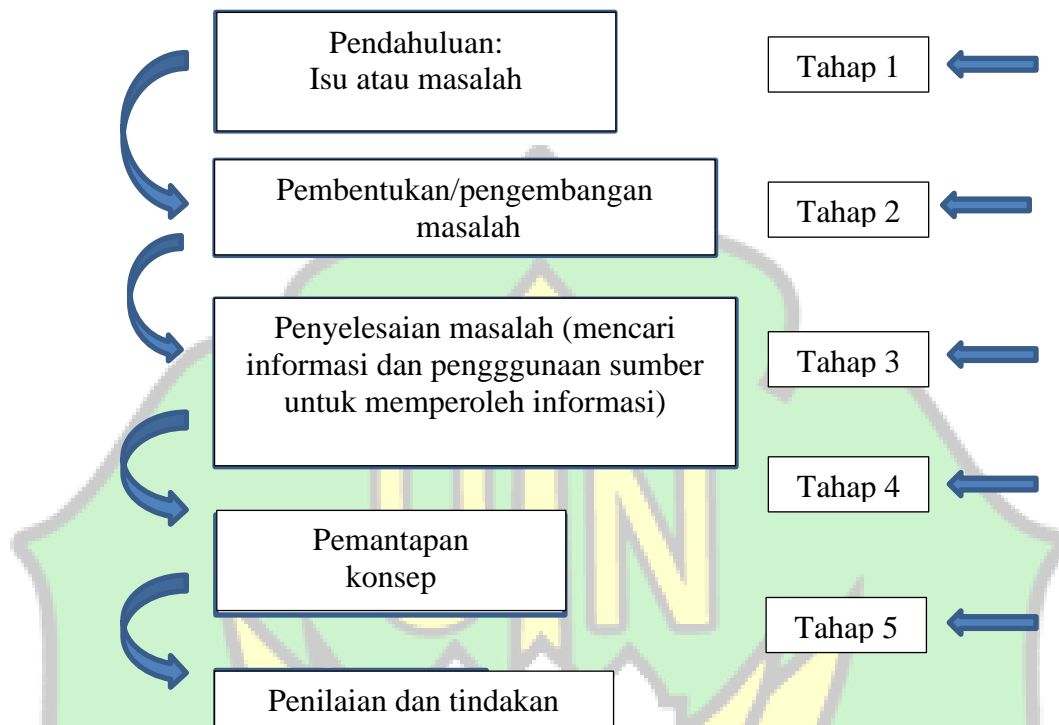 Pendahuluan:
Isu atau masalah
Tahap 1
Pembentukan/pengembangan
masalah
Tahap 2
Penyelesaian masalah (mencari
informasi dan pengggunaan sumber
untuk memperoleh informasi)
Tahap 3
Tahap 4
Pemantapan
konsep
Tahap 5
Penilaian dan tindakan
UIN